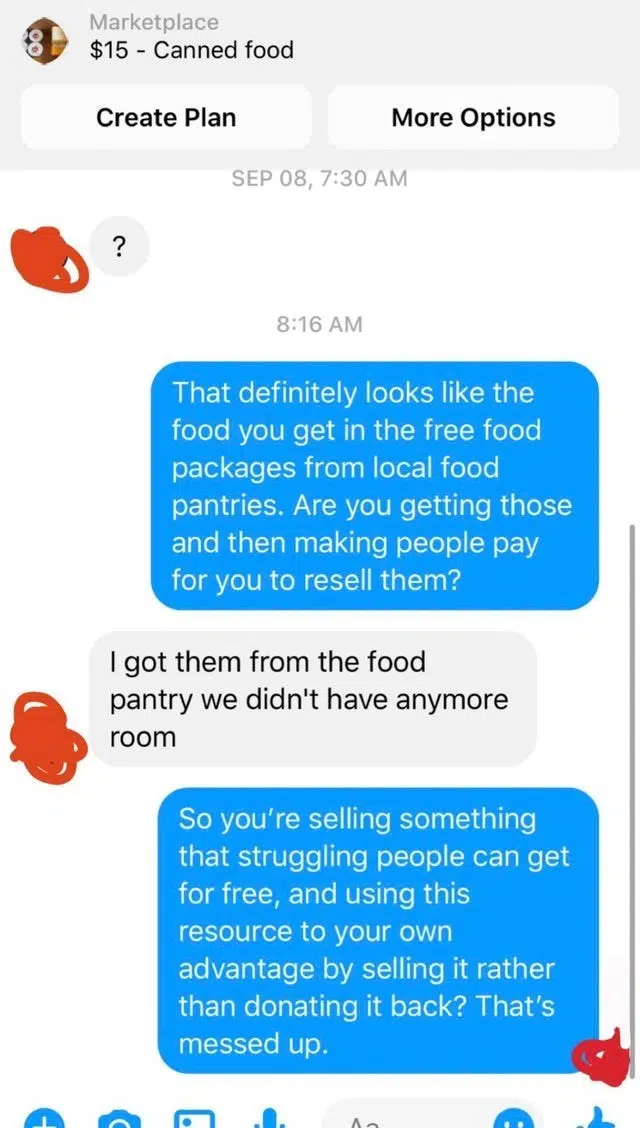 Marketplace
$15 - Canned food
Create Plan
More Options
SEP 08, 7:30 AM
?
8:16 AM
That definitely looks like the
food you get in the free food
packages from local food
pantries. Are you getting those
and then making people pay
for you to resell them?
I got them from the food
pantry we didn't have anymore
room
So you’re selling something
that struggling people can get
for free, and using this
resource to your own
advantage by selling it rather
than donating it back? That’s
messed up.
Aa